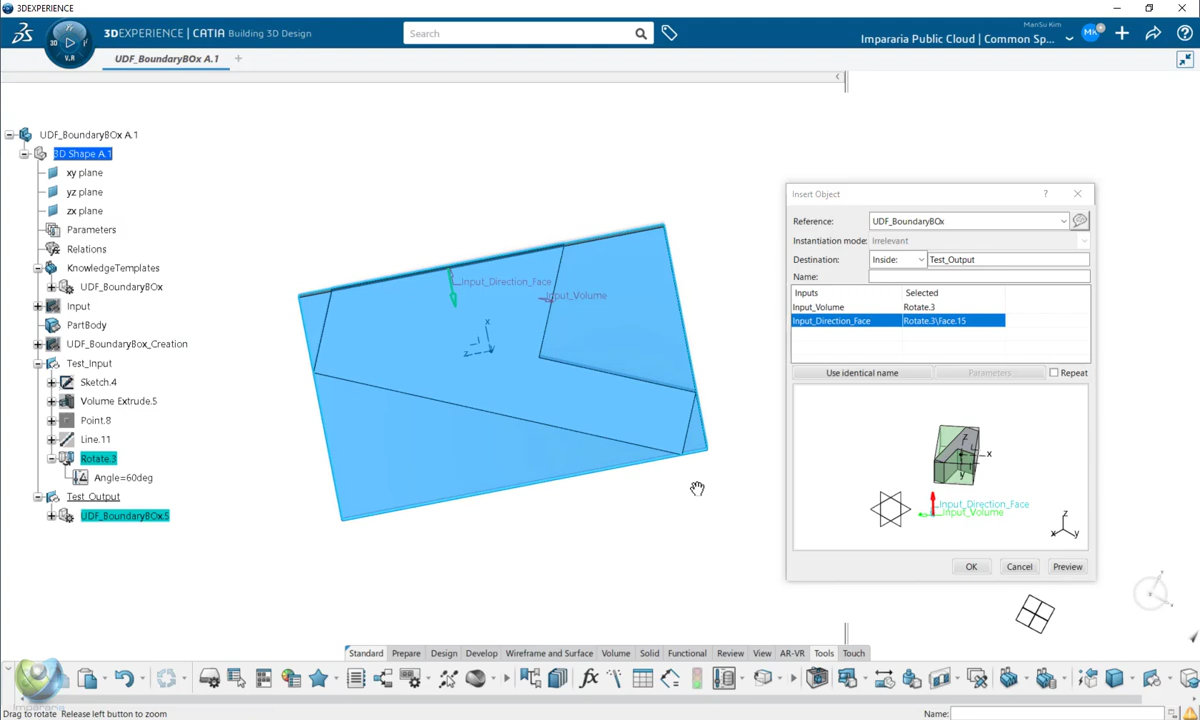 3DEXPERIENCE
3DEXPERIENCE | CATIA Building 3D Design
Search
ManSu Kim
Impararia Public Cloud | Common Sp...
MK
3D
V.R
UDF_BoundaryBOx A.1
UDF_BoundaryBOx A.1
3D Shape A.1
xy plane
yz plane
zx plane
Parameters
Relations
KnowledgeTemplates
UDF_BoundaryBOx
Input
PartBody
UDF_BoundaryBOx_Creation
Test_Input
Sketch.4
Volume Extrude.5
Point.8
Line.11
Rotate.3
Angle=60deg
Test_Output
UDF_BoundaryBOx.5
Input_Direction_Face
Input_Volume
x
z
Insert Object
?
Reference: UDF_BoundaryBOx
Instantiation mode: Irrelevant
Destination: Inside: Test_Output
Name:
Inputs Selected
Input_Volume Rotate.3
Input_Direction_Face Rotate.3\Face.15
Use identical name Parameters Repeat
z
x
y
Input_Direction_Face
Input_Volume
z
x y
OK Cancel Preview
Standard Prepare Design Develop Wireframe and Surface Volume Solid Functional Review View AR-VR Tools Touch
Impararia
Drag to rotate Release left button to zoom
Name: